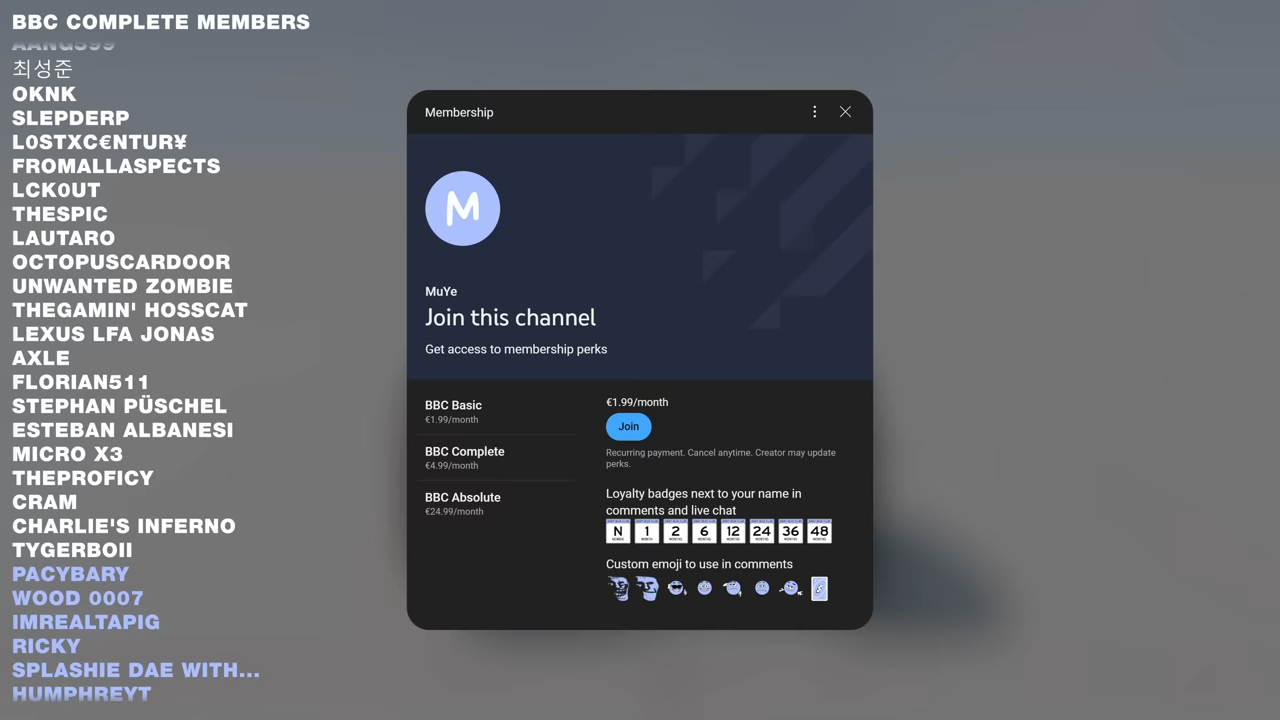 BBC COMPLETE MEMBERS
AANG399
최성준
OKNK
SLEPDERP
L0STXC€NTUR¥
FROMALLASPECTS
LCK0UT
THESPIC
LAUTARO
OCTOPUSCARDOOR
UNWANTED ZOMBIE
THEGAMIN' HOSSCAT
LEXUS LFA JONAS
AXLE
FLORIAN511
STEPHAN PÜSCHEL
ESTEBAN ALBANESI
MICRO X3
THEPROFICY
CRAM
CHARLIE'S INFERNO
TYGERBOII
PACYBARY
WOOD 0007
IMREALTAPIG
RICKY
SPLASHIE DAE WITH...
HUMPHREYT
Membership
M
MuYe
Join this channel
Get access to membership perks
BBC Basic
€1.99/month
BBC Complete
€4.99/month
BBC Absolute
€24.99/month
€1.99/month
Join
Recurring payment. Cancel anytime. Creator may update
perks.
Loyalty badges next to your name in
comments and live chat
N 1 2 6 12 24 36 48
Custom emoji to use in comments